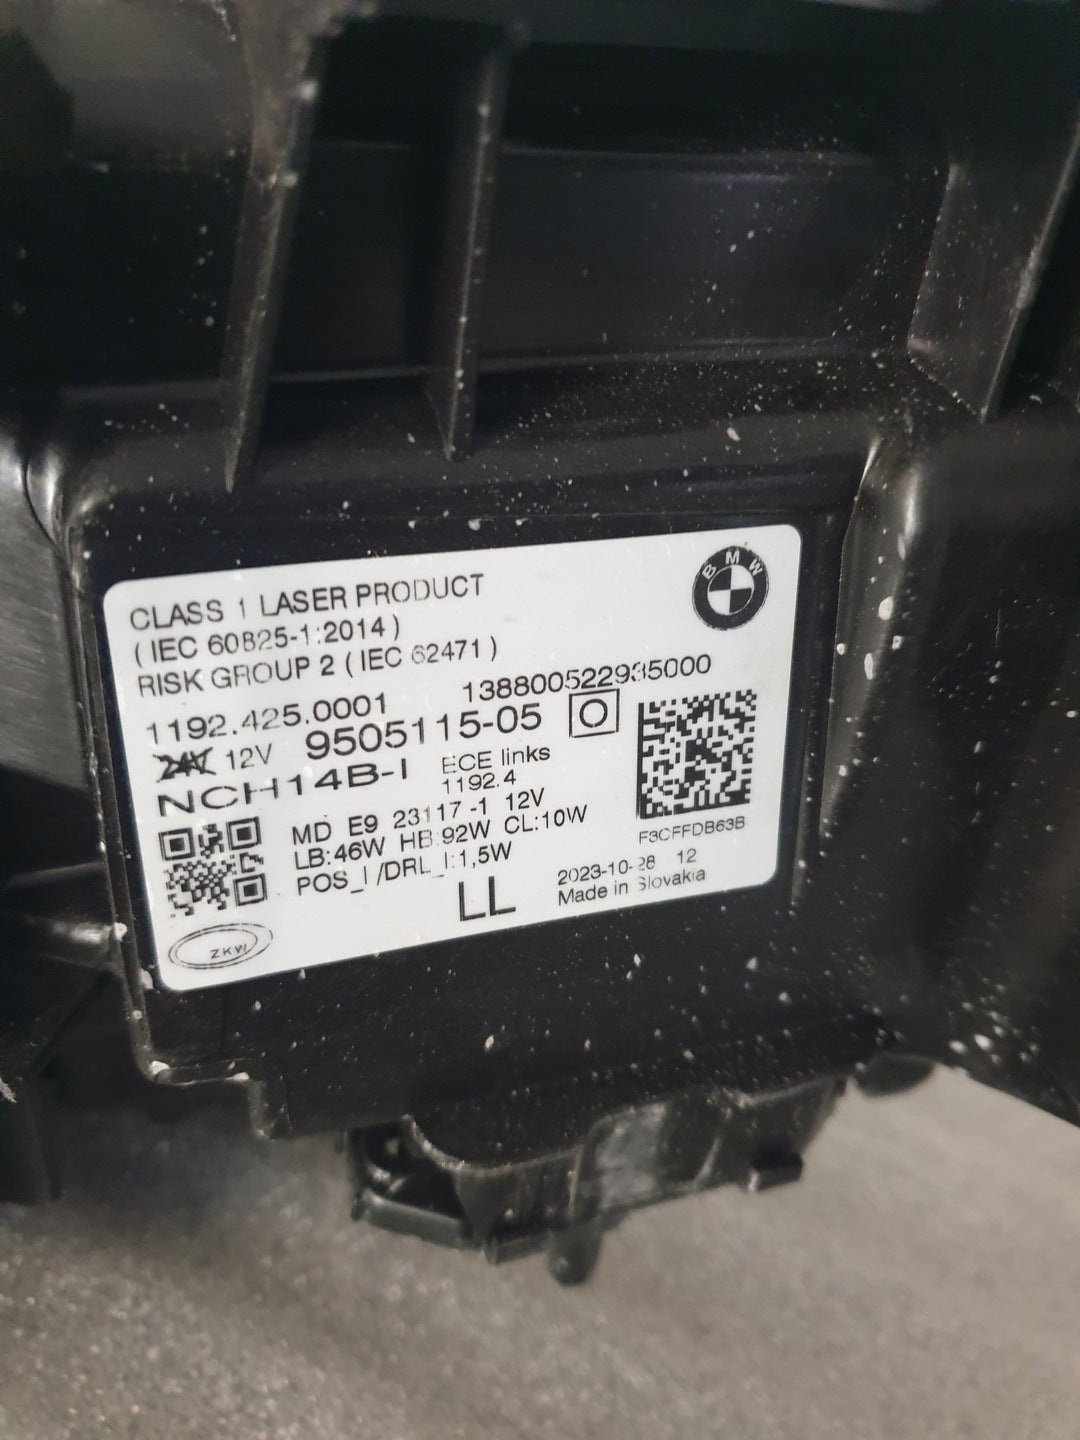 CLASS 1 LASER PRODUCT
(IEC 60825-1:2014)
RISK GROUP 2 (IEC 62471)
BMW
1192.425.0001 138800522935000
24V 12V 9505115-05
NCH14B-I ECE links
1192.4
MD E9 23117-1 12V
LB:46W HB:92W CL:10W
POS_I/DRL_I:1,5W
F3CFFDB63B
LL 2023-10-28 12
Made in Slovakia
ZKW